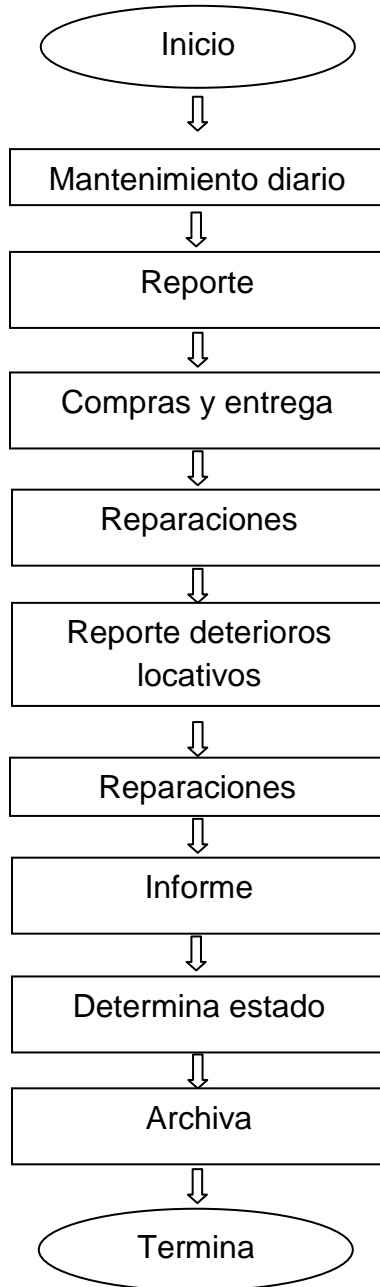 Inicio
Mantenimiento diario
Reporte
Compras y entrega
Reparaciones
Reporte deterioros
locativos
Reparaciones
Informe
Determina estado
Archiva
Termina